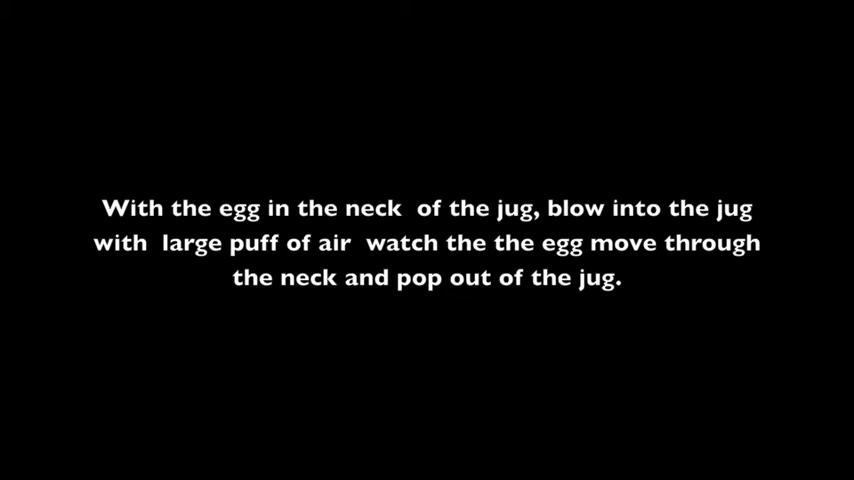 With the egg in the neck  of the jug, blow into the jug
with  large puff of air  watch the the egg move through
the neck and pop out of the jug.